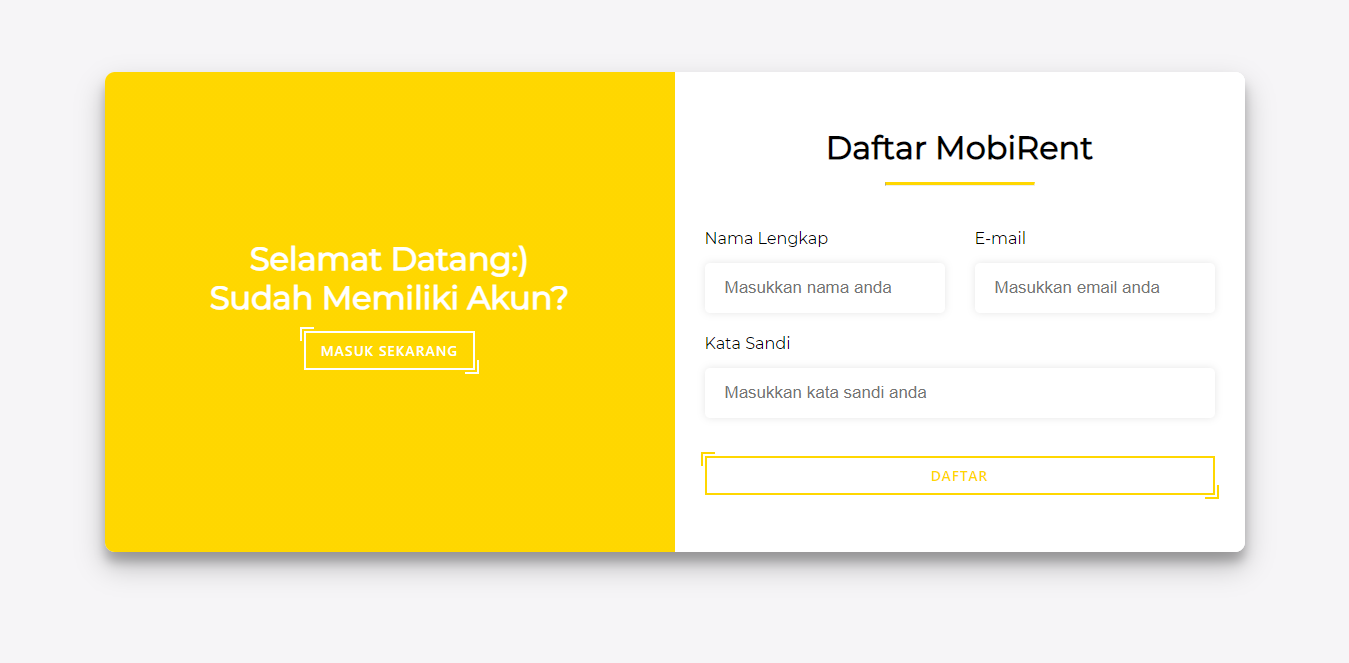 Selamat Datang:)
Sudah Memiliki Akun?
MASUK SEKARANG
Daftar MobiRent
Nama Lengkap
E-mail
Masukkan nama anda
Masukkan email anda
Kata Sandi
Masukkan kata sandi anda
DAFTAR